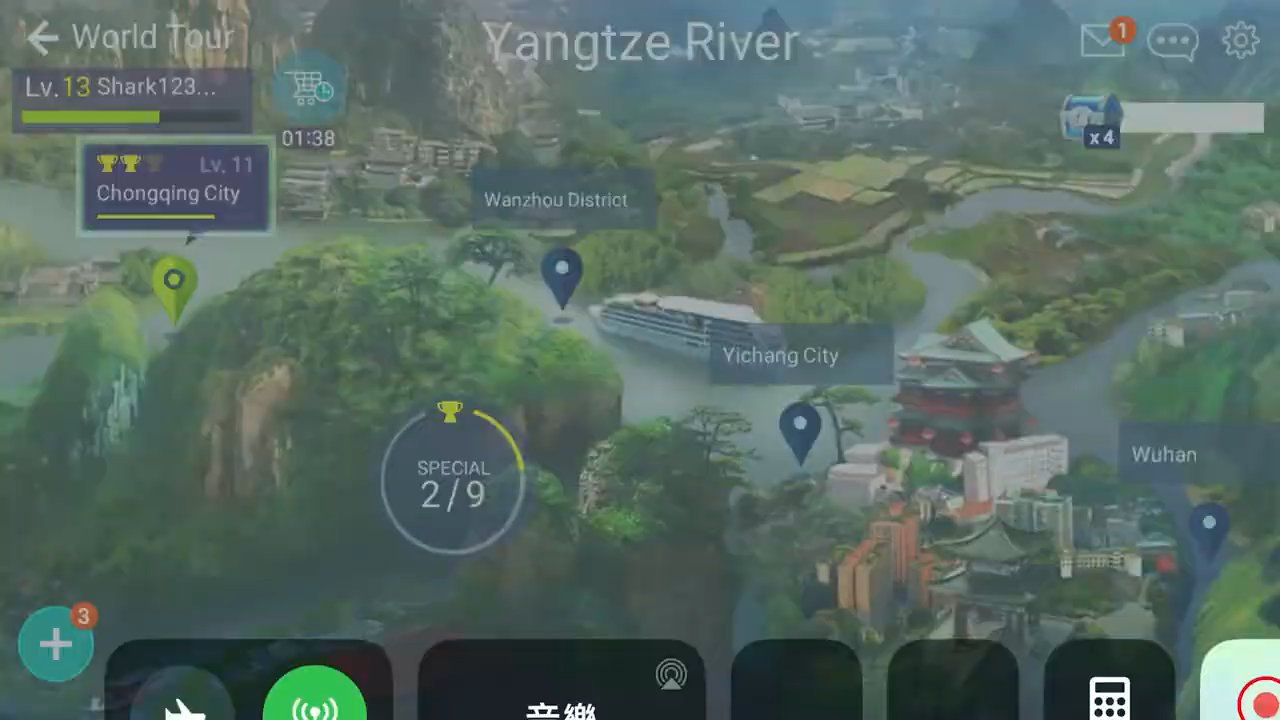 World Tour
Yangtze River
1
Lv.13 Shark123...
01:38
x4
Lv. 11
Chongqing City
Wanzhou District
Yichang City
Wuhan
SPECIAL
2/9
3
音樂